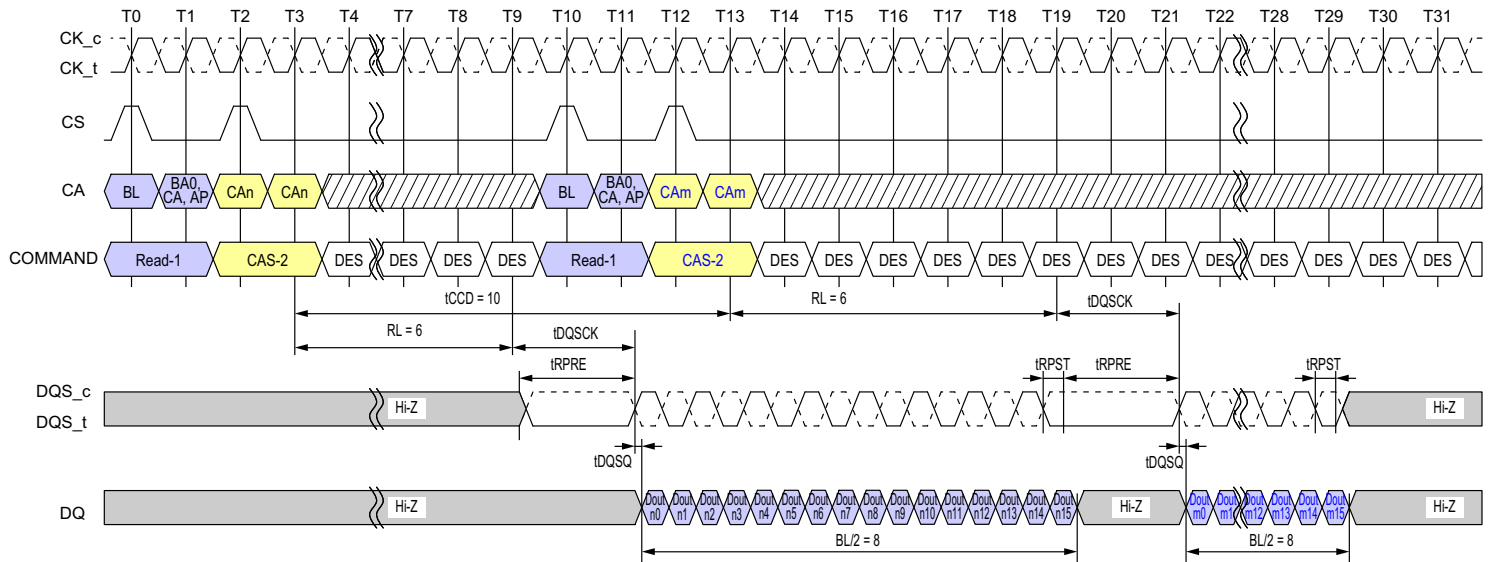 T0 T1 T2 T3 T4 T7 T8 T9 T10 T11 T12 T13 T14 T15 T16 T17 T18 T19 T20 T21 T22 T28 T29 T30 T31
CK_c
CK_t
CS
CA BL BA0, CA, AP CAn CAn BL BA0, CA, AP CAm CAm
COMMAND Read-1 CAS-2 DES DES DES DES Read-1 CAS-2 DES DES DES DES DES DES DES DES DES DES DES DES DES
tCCD = 10 RL = 6 tDQSCK
RL = 6 tDQSCK
tRPRE tRPST tRPRE tRPST
DQS_c
DQS_t
Hi-Z Hi-Z
tDQSQ tDQSQ
DQ Hi-Z Dout n0 Dout n1 Dout n2 Dout n3 Dout n4 Dout n5 Dout n6 Dout n7 Dout n8 Dout n9 Dout n10 Dout n11 Dout n12 Dout n13 Dout n14 Dout n15 Hi-Z Dout m0 Dout m1 Dout m12 Dout m13 Dout m14 Dout m15 Hi-Z
BL/2 = 8 BL/2 = 8